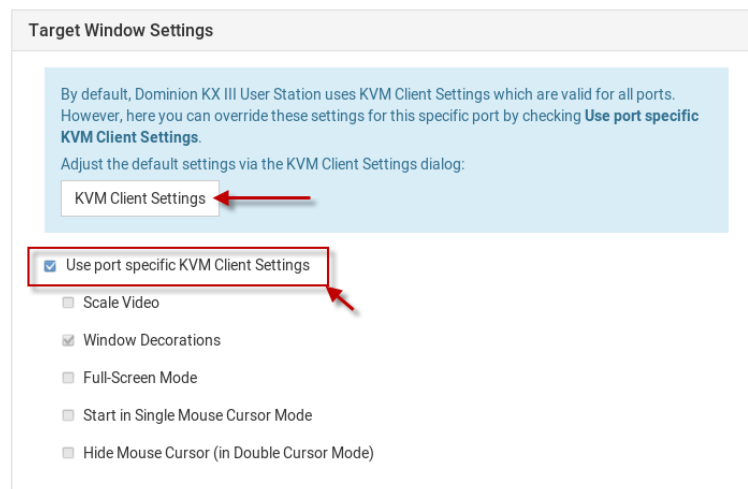 Target Window Settings
By default, Dominion KX III User Station uses KVM Client Settings which are valid for all ports.
However, here you can override these settings for this specific port by checking Use port specific
KVM Client Settings.
Adjust the default settings via the KVM Client Settings dialog:
KVM Client Settings
Use port specific KVM Client Settings
Scale Video
Window Decorations
Full-Screen Mode
Start in Single Mouse Cursor Mode
Hide Mouse Cursor (in Double Cursor Mode)